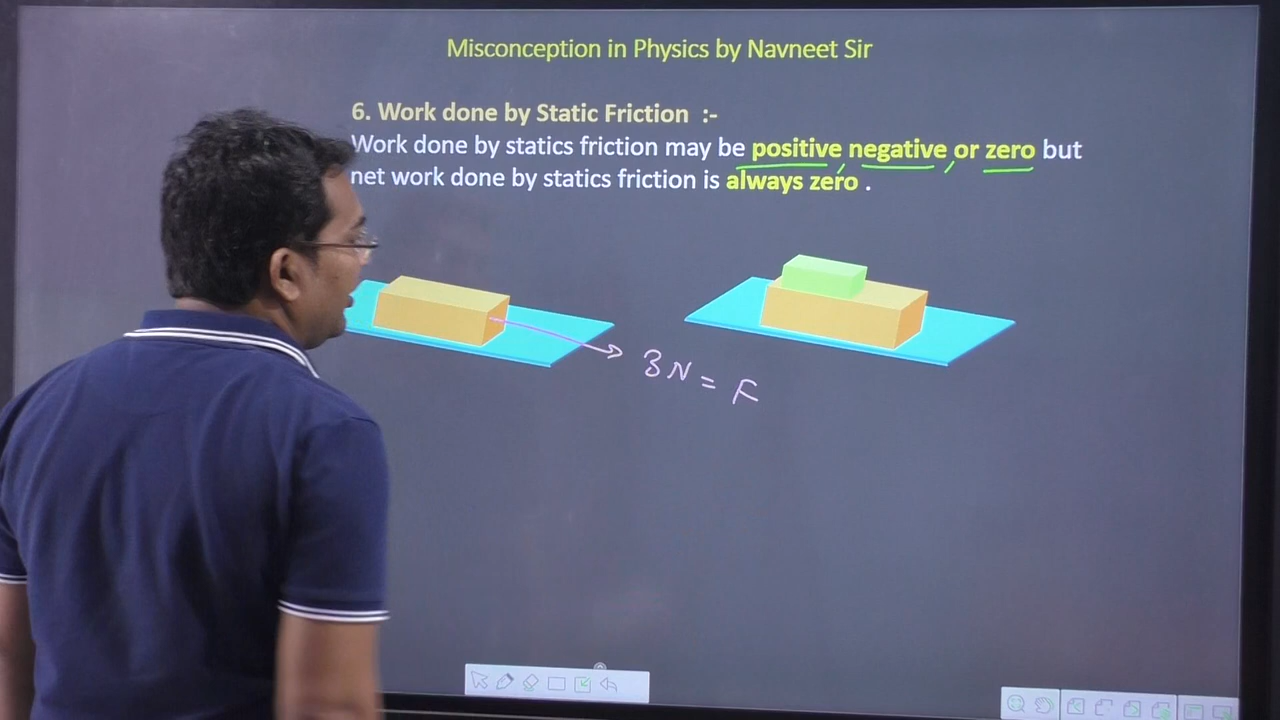 Misconception in Physics by Navneet Sir
6. Work done by Static Friction :-
Work done by statics friction may be positive, negative or zero but
net work done by statics friction is always zero .
3N = F